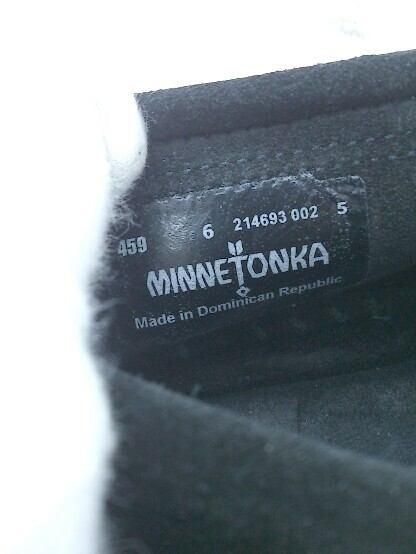 459 6 214693 002 5
MINNETONKA
Made in Dominican Republic